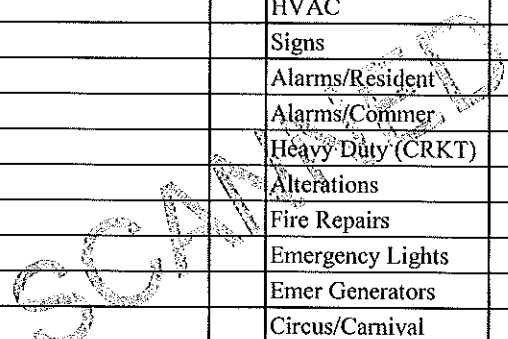 HVAC
Signs
Alarms/Resident
Alarms/Commer
Heavy Duty (CRKT)
Alterations
Fire Repairs
Emergency Lights
Emer Generators
Circus/Carnival
SCANNED